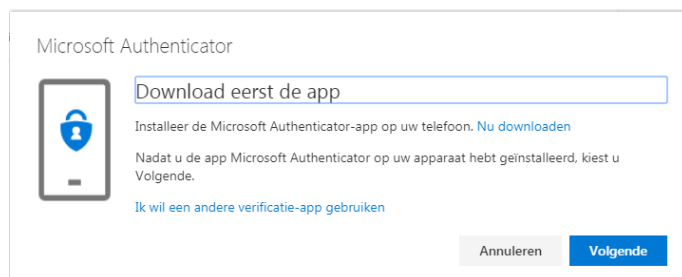 Microsoft Authenticator
Download eerst de app
Installeer de Microsoft Authenticator-app op uw telefoon. Nu downloaden
Nadat u de app Microsoft Authenticator op uw apparaat hebt geïnstalleerd, kiest u
Volgende.
Ik wil een andere verificatie-app gebruiken
Annuleren Volgende